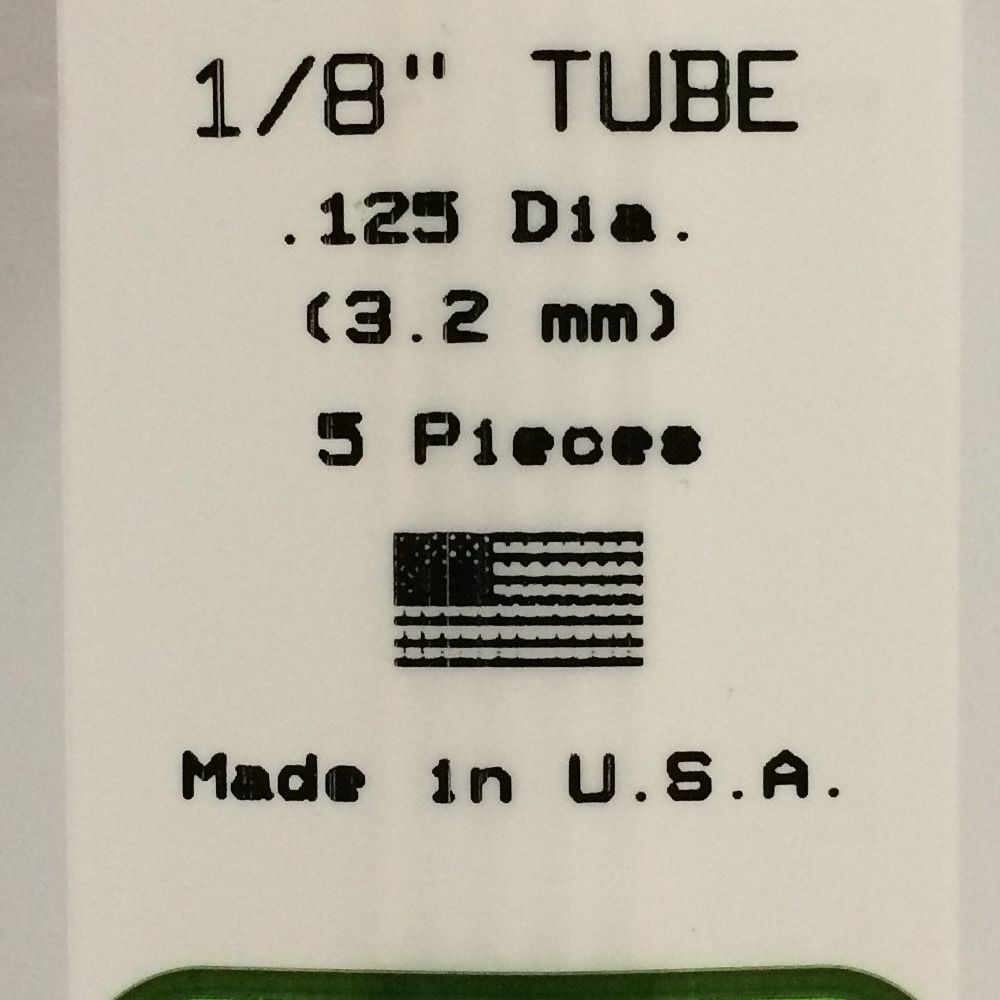 1/8" TUBE
.125 Dia.
(3.2 mm)
5 Pieces
Made in U.S.A.